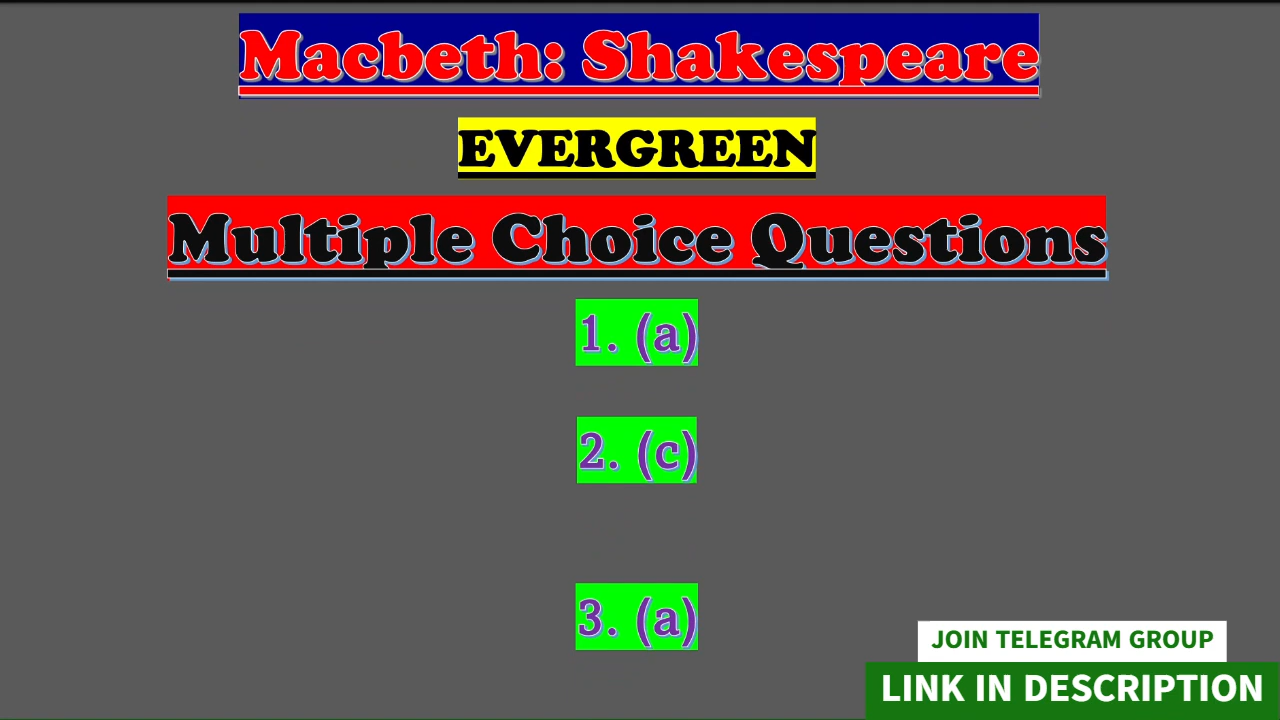 Macbeth: Shakespeare
EVERGREEN
Multiple Choice Questions
1. (a)
2. (c)
3. (a)
JOIN TELEGRAM GROUP
LINK IN DESCRIPTION